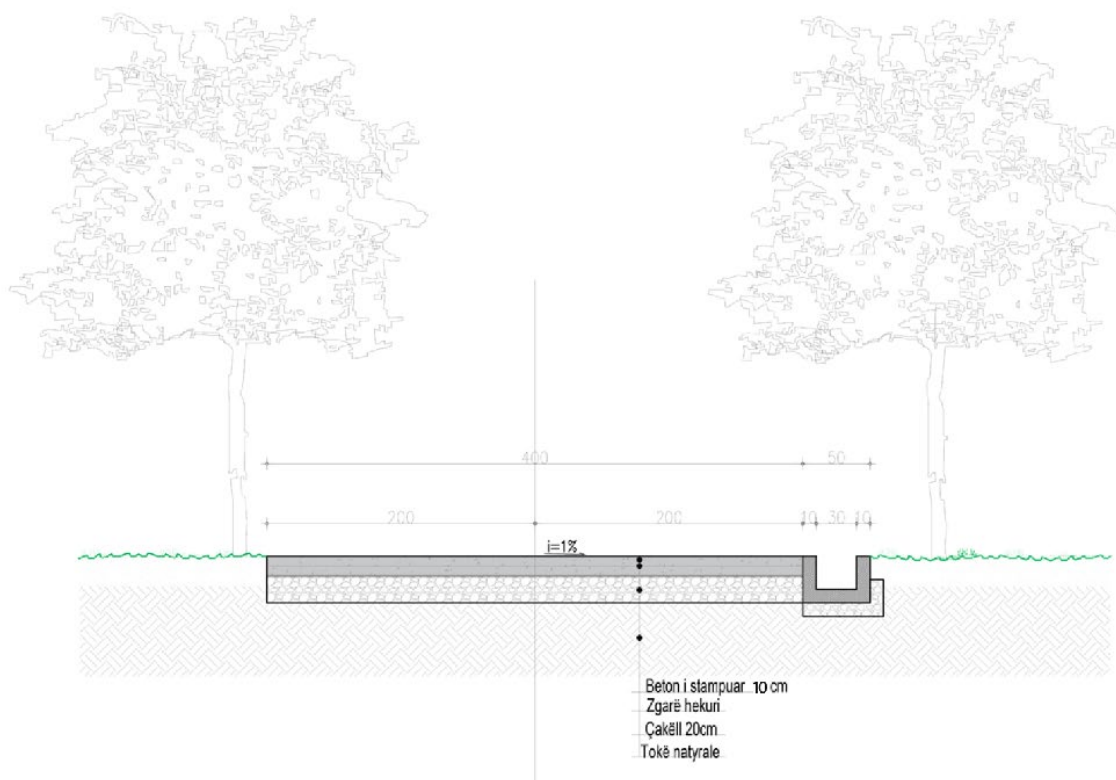 400 50
200 200 10 30 10
i=1%
Beton i stampuar 10 cm
Zgarë hekuri
Çakëll 20cm
Tokë natyrale